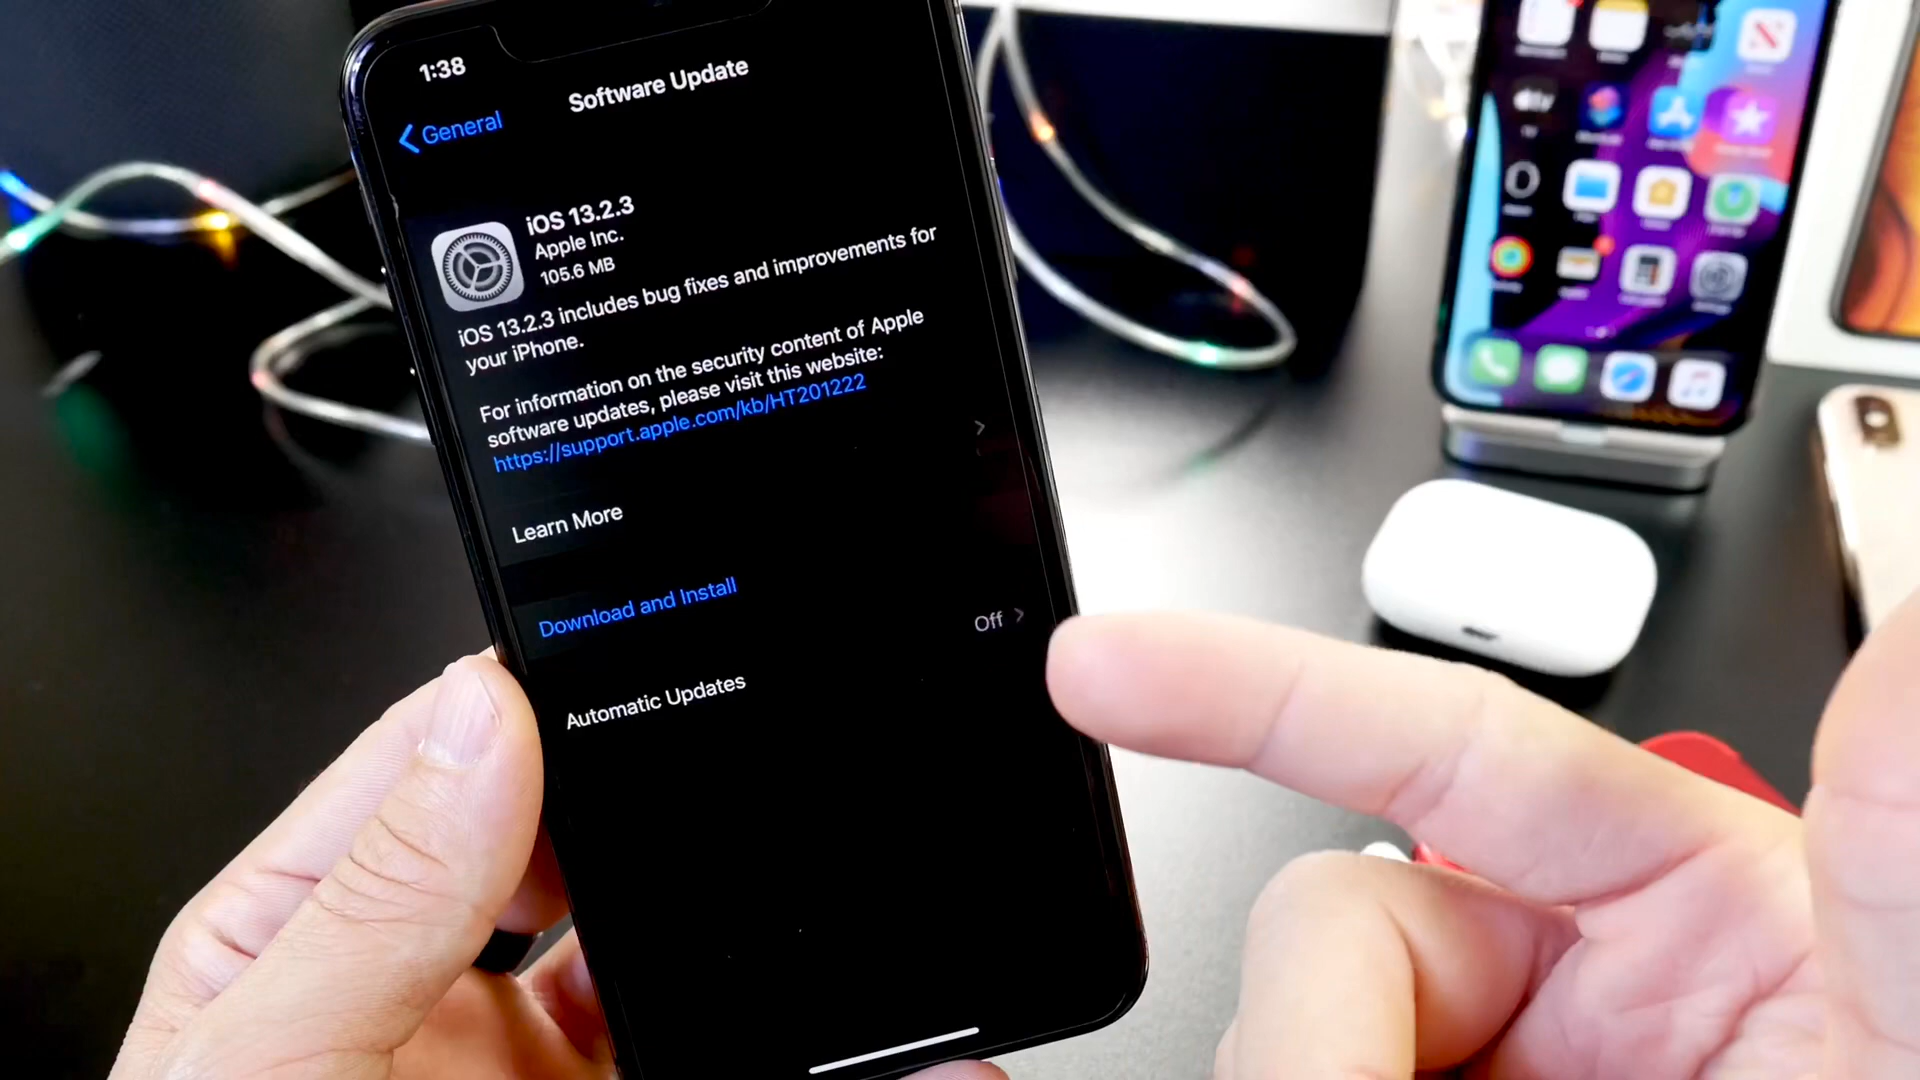 1:38
General
Software Update
iOS 13.2.3
Apple Inc.
105.6 MB
iOS 13.2.3 includes bug fixes and improvements for
your iPhone.
For information on the security content of Apple
software updates, please visit this website:
https://support.apple.com/kb/HT201222
Learn More
Download and Install
Off
Automatic Updates
tv